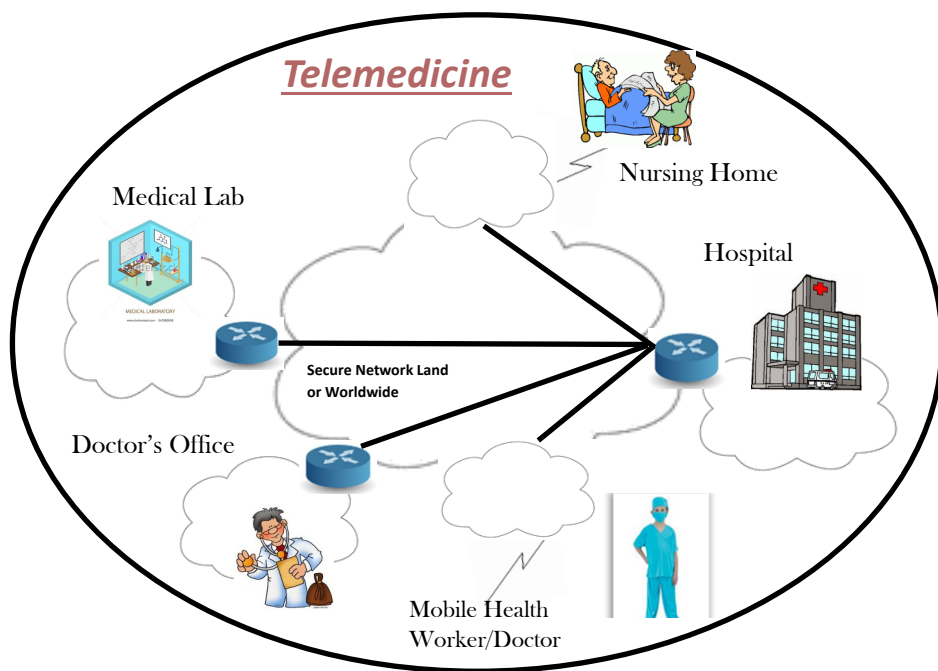 Telemedicine
Nursing Home
Medical Lab
Hospital
MEDICAL LABORATORY
Secure Network Land
or Worldwide
Doctor's Office
Mobile Health
Worker/Doctor